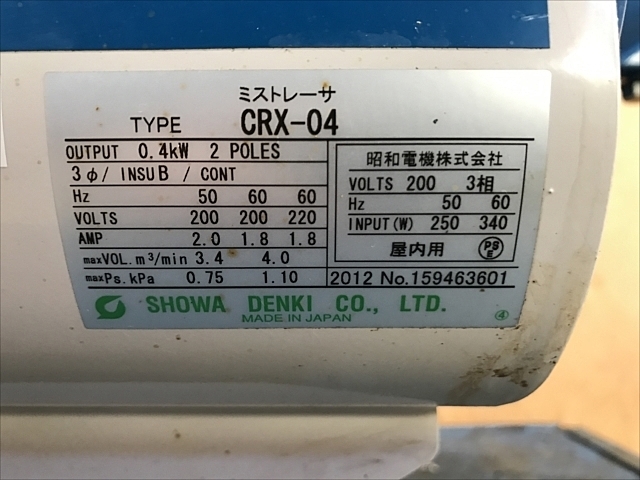 ミストレーサ
TYPE CRX-04
OUTPUT 0.4kW 2 POLES
3φ/ INSU B / CONT
Hz 50 60 60
VOLTS 200 200 220
AMP 2.0 1.8 1.8
maxVOL. m³/min 3.4 4.0
maxPs. kPa 0.75 1.10
昭和電機株式会社
VOLTS 200 3相
Hz 50 60
INPUT(W) 250 340
屋内用 PS E
2012 No.159463601
SHOWA DENKI CO., LTD.
MADE IN JAPAN
④